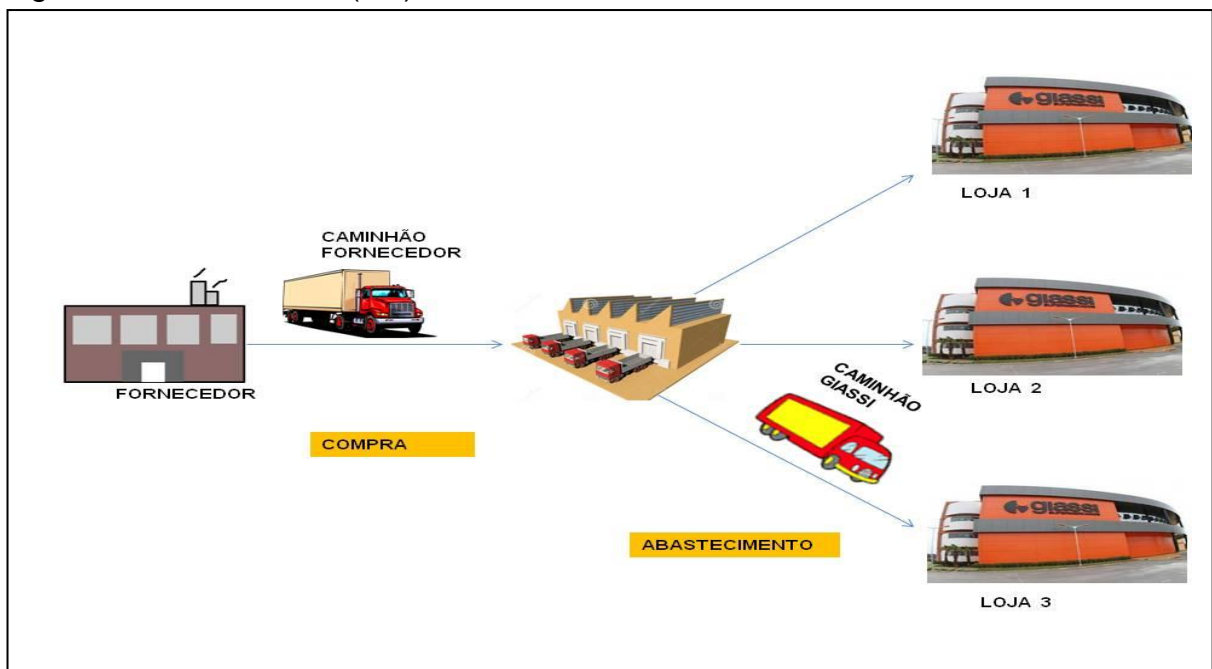 CAMINHÃO
FORNECEDOR
FORNECEDOR
COMPRA
CAMINHÃO
GIASSI
ABASTECIMENTO
giassi
LOJA 1
giassi
LOJA 2
giassi
LOJA 3